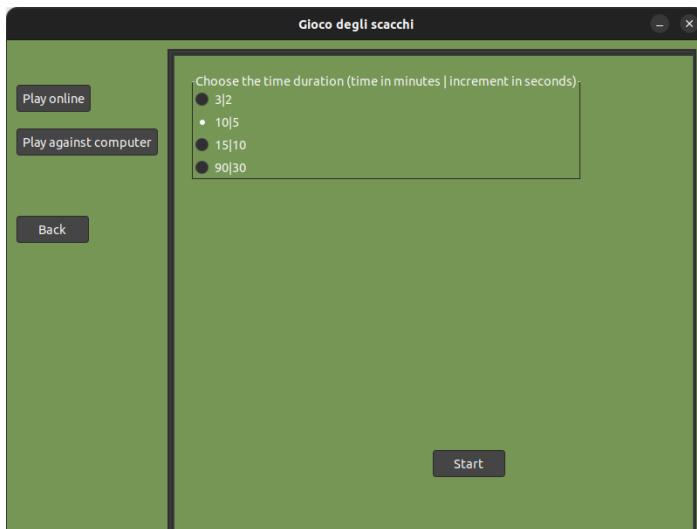 Gioco degli scacchi
Play online
Play against computer
Back
Choose the time duration (time in minutes | increment in seconds)
3|2
10|5
15|10
90|30
Start